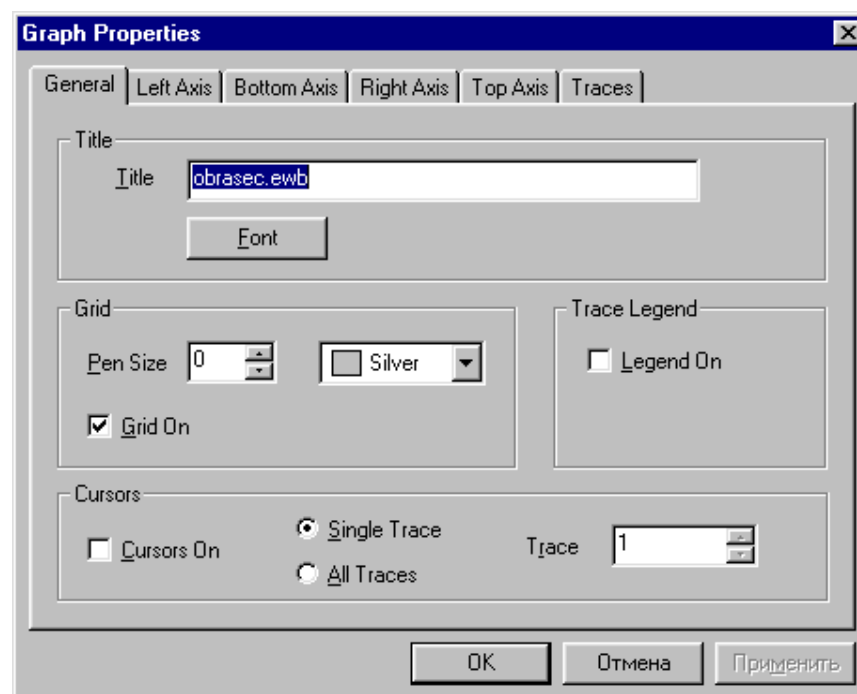 Graph Properties
General Left Axis Bottom Axis Right Axis Top Axis Traces
Title
Title obrasec.ewb
Font
Grid Trace Legend
Pen Size 0 Silver Legend On
Grid On
Cursors
Cursors On Single Trace Trace 1
All Traces
OK Отмена Применить